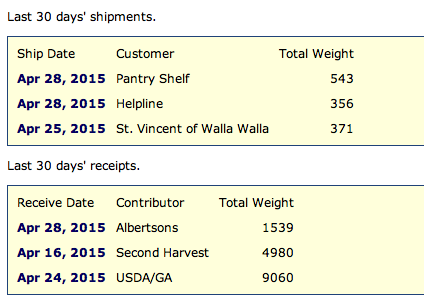 Last 30 days' shipments.
Ship Date Customer Total Weight
Apr 28, 2015 Pantry Shelf 543
Apr 28, 2015 Helpline 356
Apr 25, 2015 St. Vincent of Walla Walla 371
Last 30 days' receipts.
Receive Date Contributor Total Weight
Apr 28, 2015 Albertsons 1539
Apr 16, 2015 Second Harvest 4980
Apr 24, 2015 USDA/GA 9060